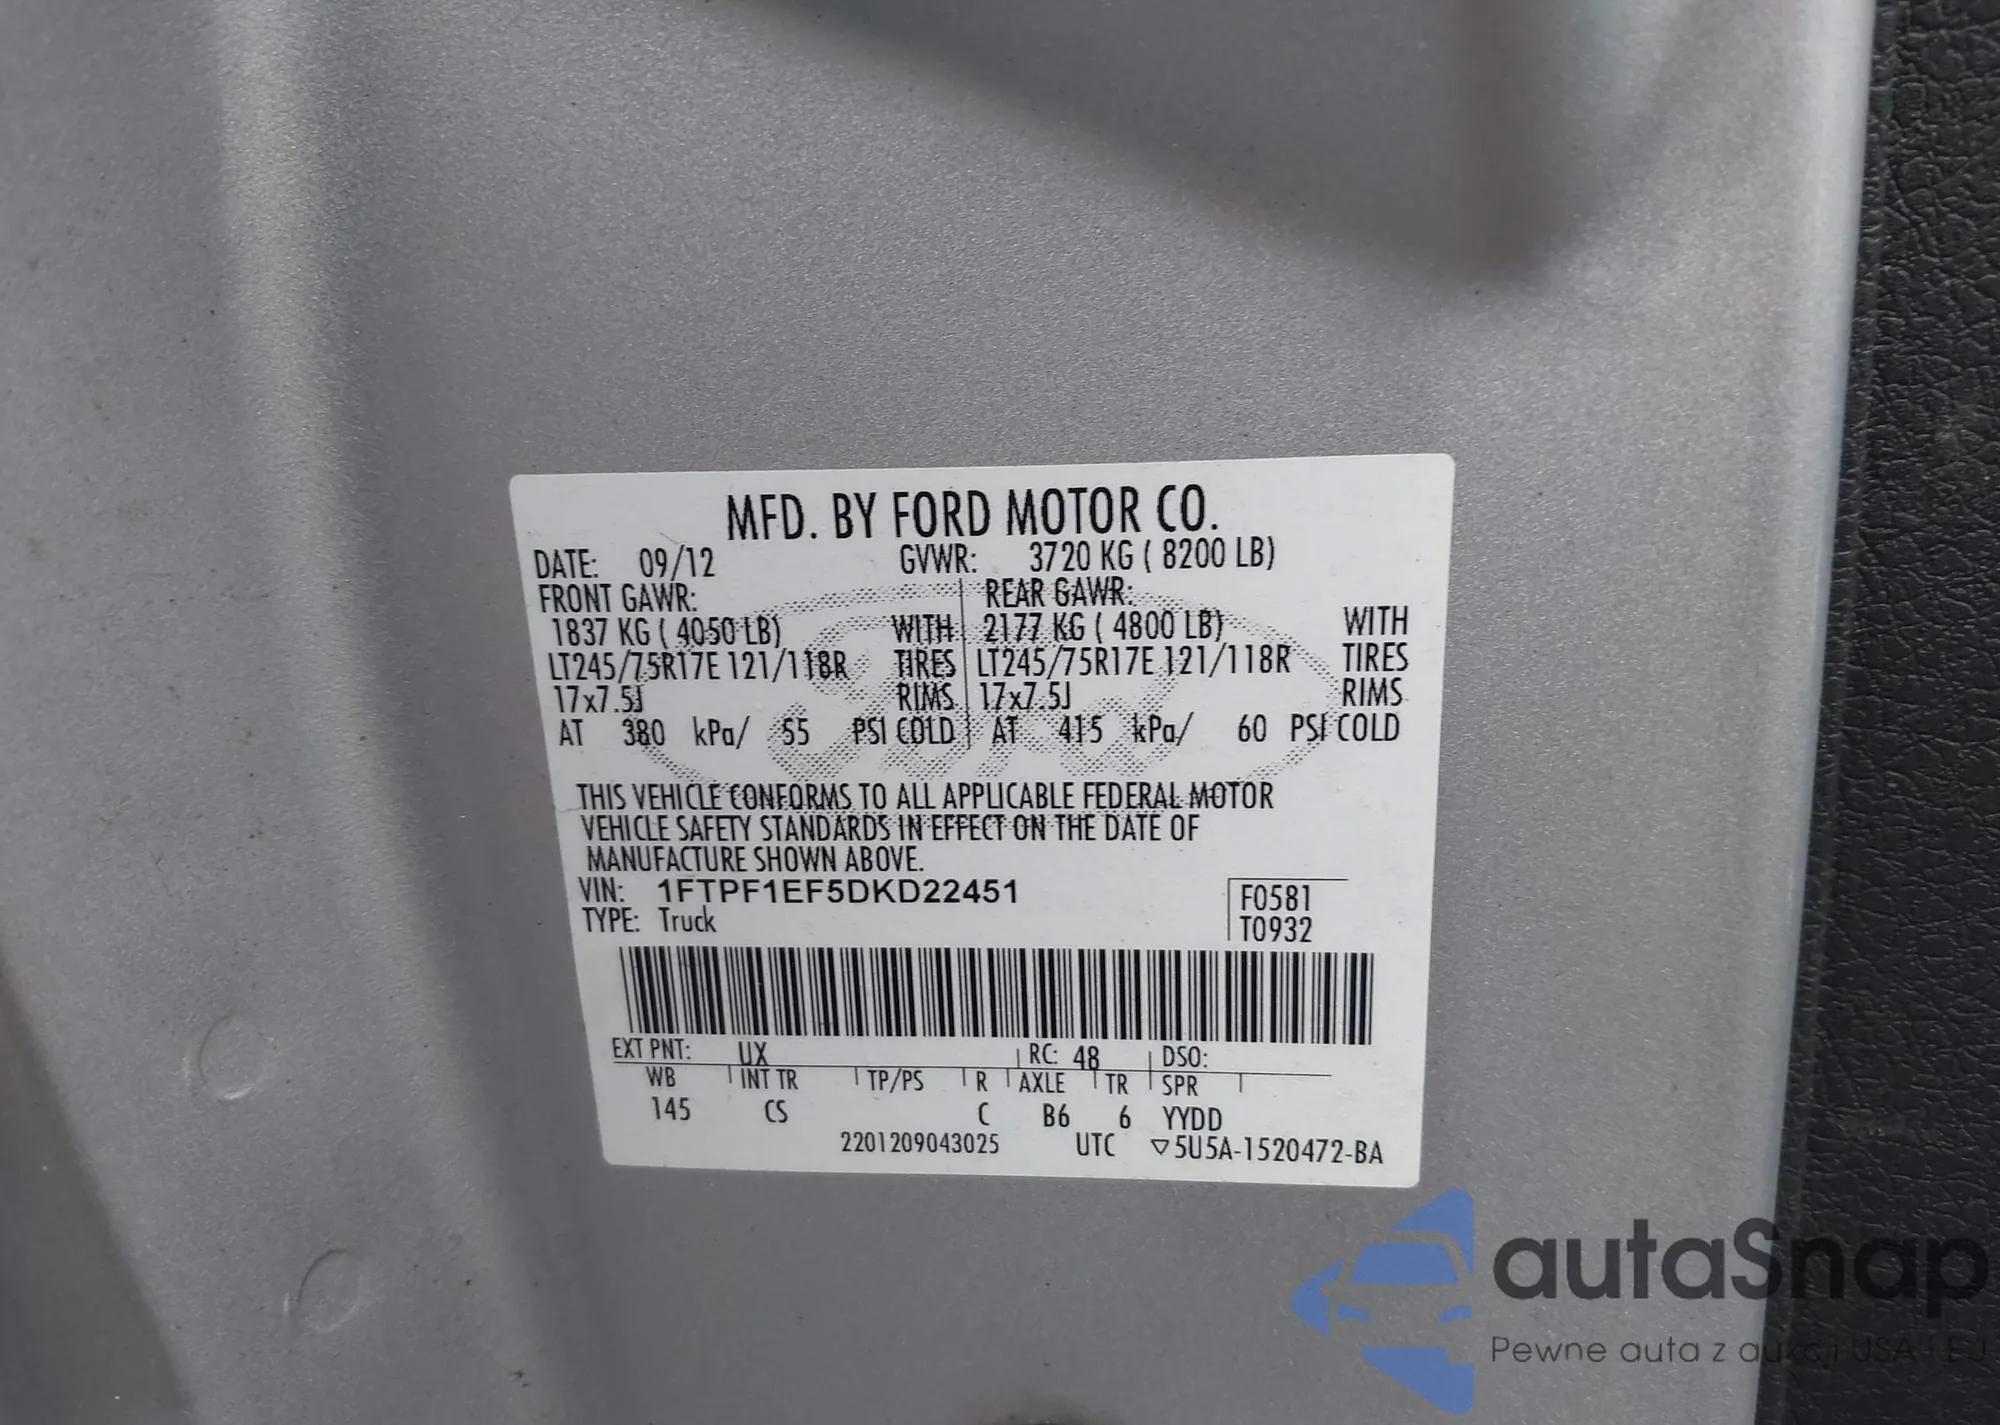 MFD. BY FORD MOTOR CO.
DATE: 09/12 GVWR: 3720 KG ( 8200 LB)
FRONT GAWR: REAR GAWR:
1837 KG ( 4050 LB) WITH 2177 KG ( 4800 LB) WITH
LT245/75R17E 121/118R TIRES LT245/75R17E 121/118R TIRES
17x7.5J RIMS 17x7.5J RIMS
AT 380 kPa/ 55 PSI COLD AT 415 kPa/ 60 PSI COLD
THIS VEHICLE CONFORMS TO ALL APPLICABLE FEDERAL MOTOR
VEHICLE SAFETY STANDARDS IN EFFECT ON THE DATE OF
MANUFACTURE SHOWN ABOVE.
VIN: 1FTPF1EF5DKD22451 F0581
TYPE: Truck T0932
EXT PNT: UX RC: 48 DSO:
WB INT TR TP/PS R AXLE TR SPR
145 CS C B6 6 YYDD
2201209043025 UTC ▽5U5A-1520472-BA
autaSnap
Pewne auta z aukcji USA i EU